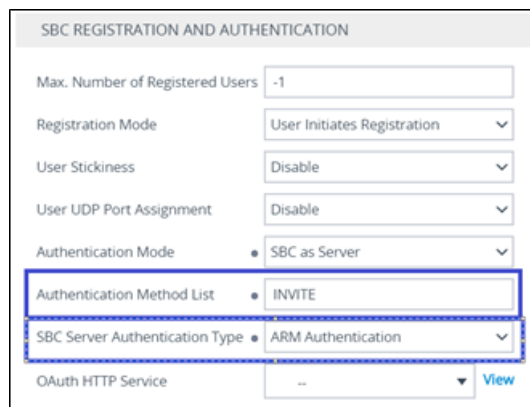 SBC REGISTRATION AND AUTHENTICATION
Max. Number of Registered Users -1
Registration Mode User Initiates Registration
User Stickiness Disable
User UDP Port Assignment Disable
Authentication Mode SBC as Server
Authentication Method List INVITE
SBC Server Authentication Type ARM Authentication
OAuth HTTP Service -- View